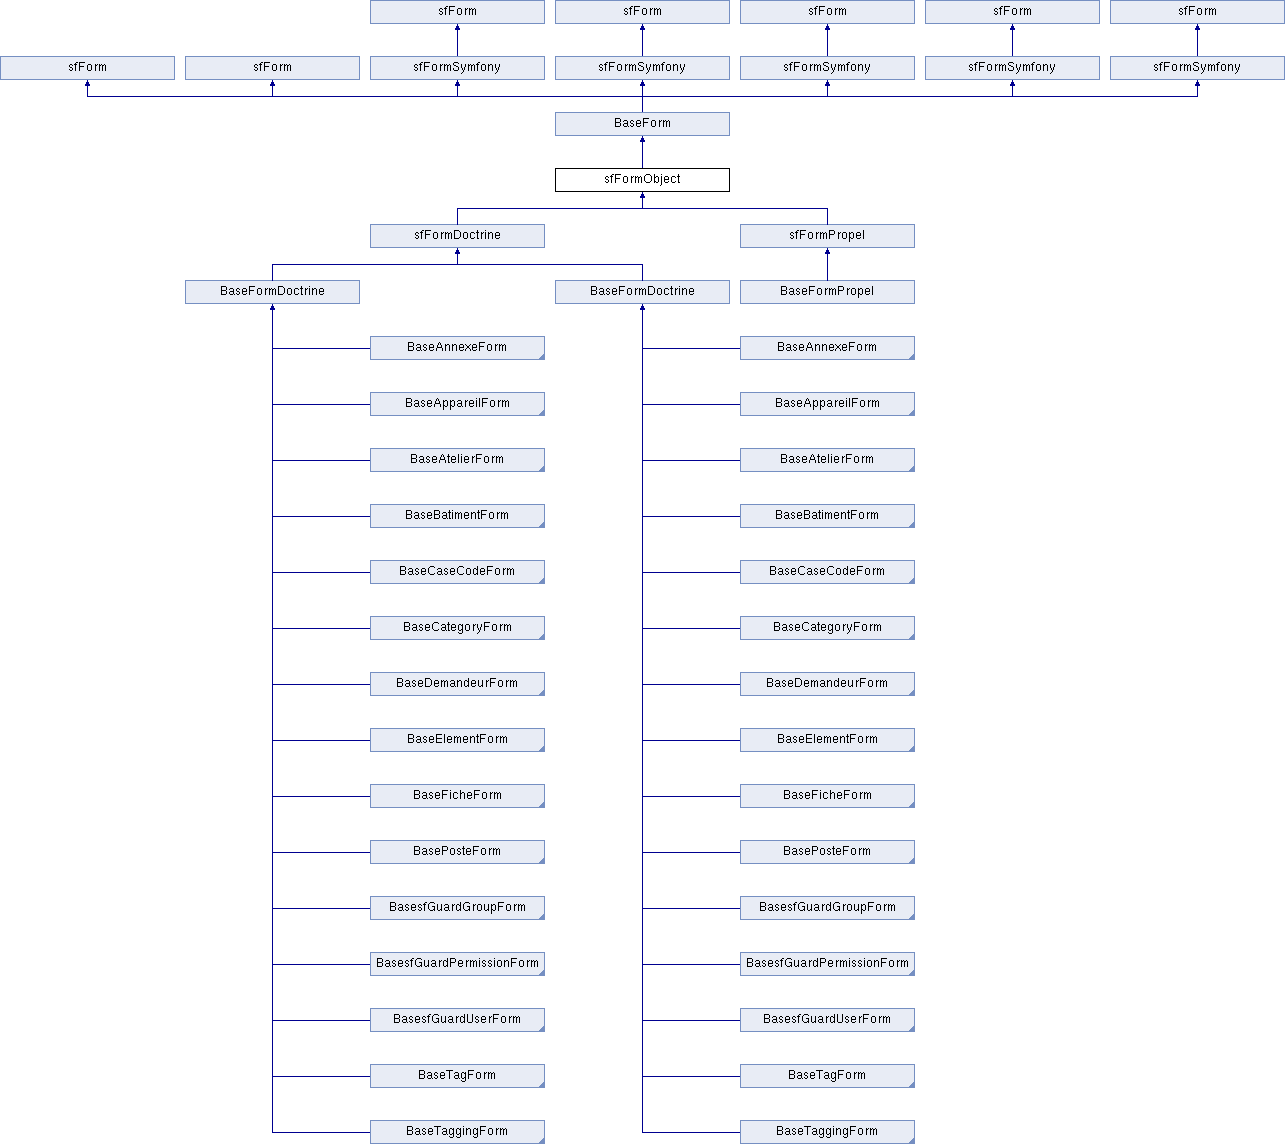 sfForm sfForm sfForm sfForm sfForm
sfForm sfForm sfFormSymfony sfFormSymfony sfFormSymfony sfFormSymfony sfFormSymfony
BaseForm
sfFormObject
sfFormDoctrine sfFormPropel
BaseFormDoctrine BaseFormDoctrine BaseFormPropel
BaseAnnexeForm BaseAnnexeForm
BaseAppareilForm BaseAppareilForm
BaseAtelierForm BaseAtelierForm
BaseBatimentForm BaseBatimentForm
BaseCaseCodeForm BaseCaseCodeForm
BaseCategoryForm BaseCategoryForm
BaseDemandeurForm BaseDemandeurForm
BaseElementForm BaseElementForm
BaseFicheForm BaseFicheForm
BasePosteForm BasePosteForm
BasesfGuardGroupForm BasesfGuardGroupForm
BasesfGuardPermissionForm BasesfGuardPermissionForm
BasesfGuardUserForm BasesfGuardUserForm
BaseTagForm BaseTagForm
BaseTaggingForm BaseTaggingForm